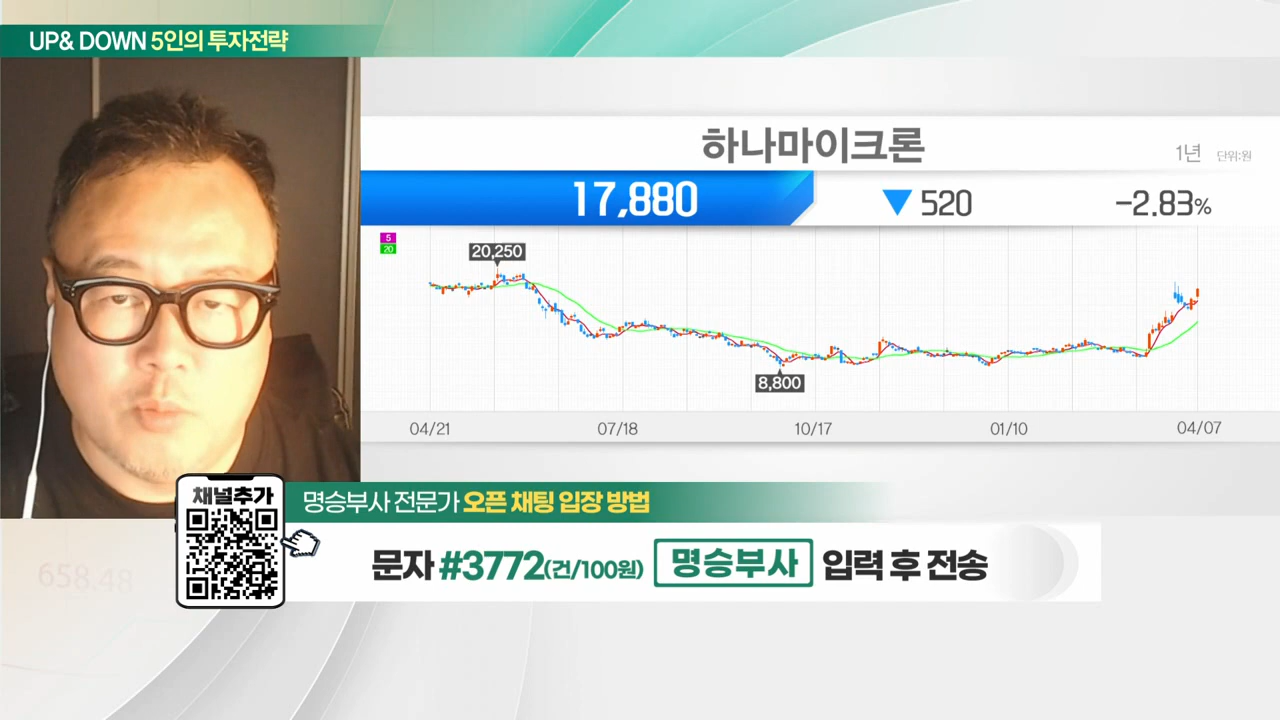 UP& DOWN 5인의 투자전략
하나마이크론
1년 단위:원
17,880 ▼ 520 -2.83%
5
20
20,250
8,800
04/21 07/18 10/17 01/10 04/07
채널추가
명승부사 전문가 오픈 채팅 입장 방법
문자 #3772(건/100원) 명승부사 입력 후 전송
658.48